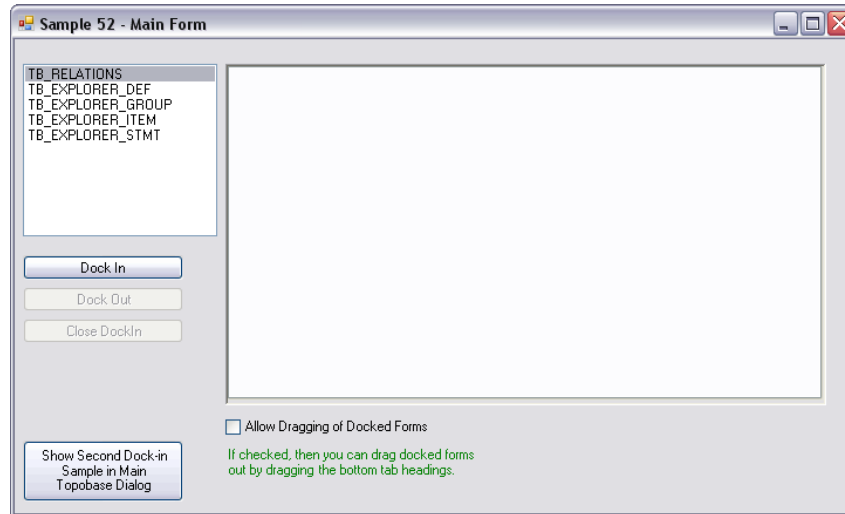 Sample 52 - Main Form
TB_RELATIONS
TB_EXPLORER_DEF
TB_EXPLORER_GROUP
TB_EXPLORER_ITEM
TB_EXPLORER_STMT
Dock In
Dock Out
Close DockIn
Allow Dragging of Docked Forms
If checked, then you can drag docked forms
out by dragging the bottom tab headings.
Show Second Dock-in
Sample in Main
Topobase Dialog